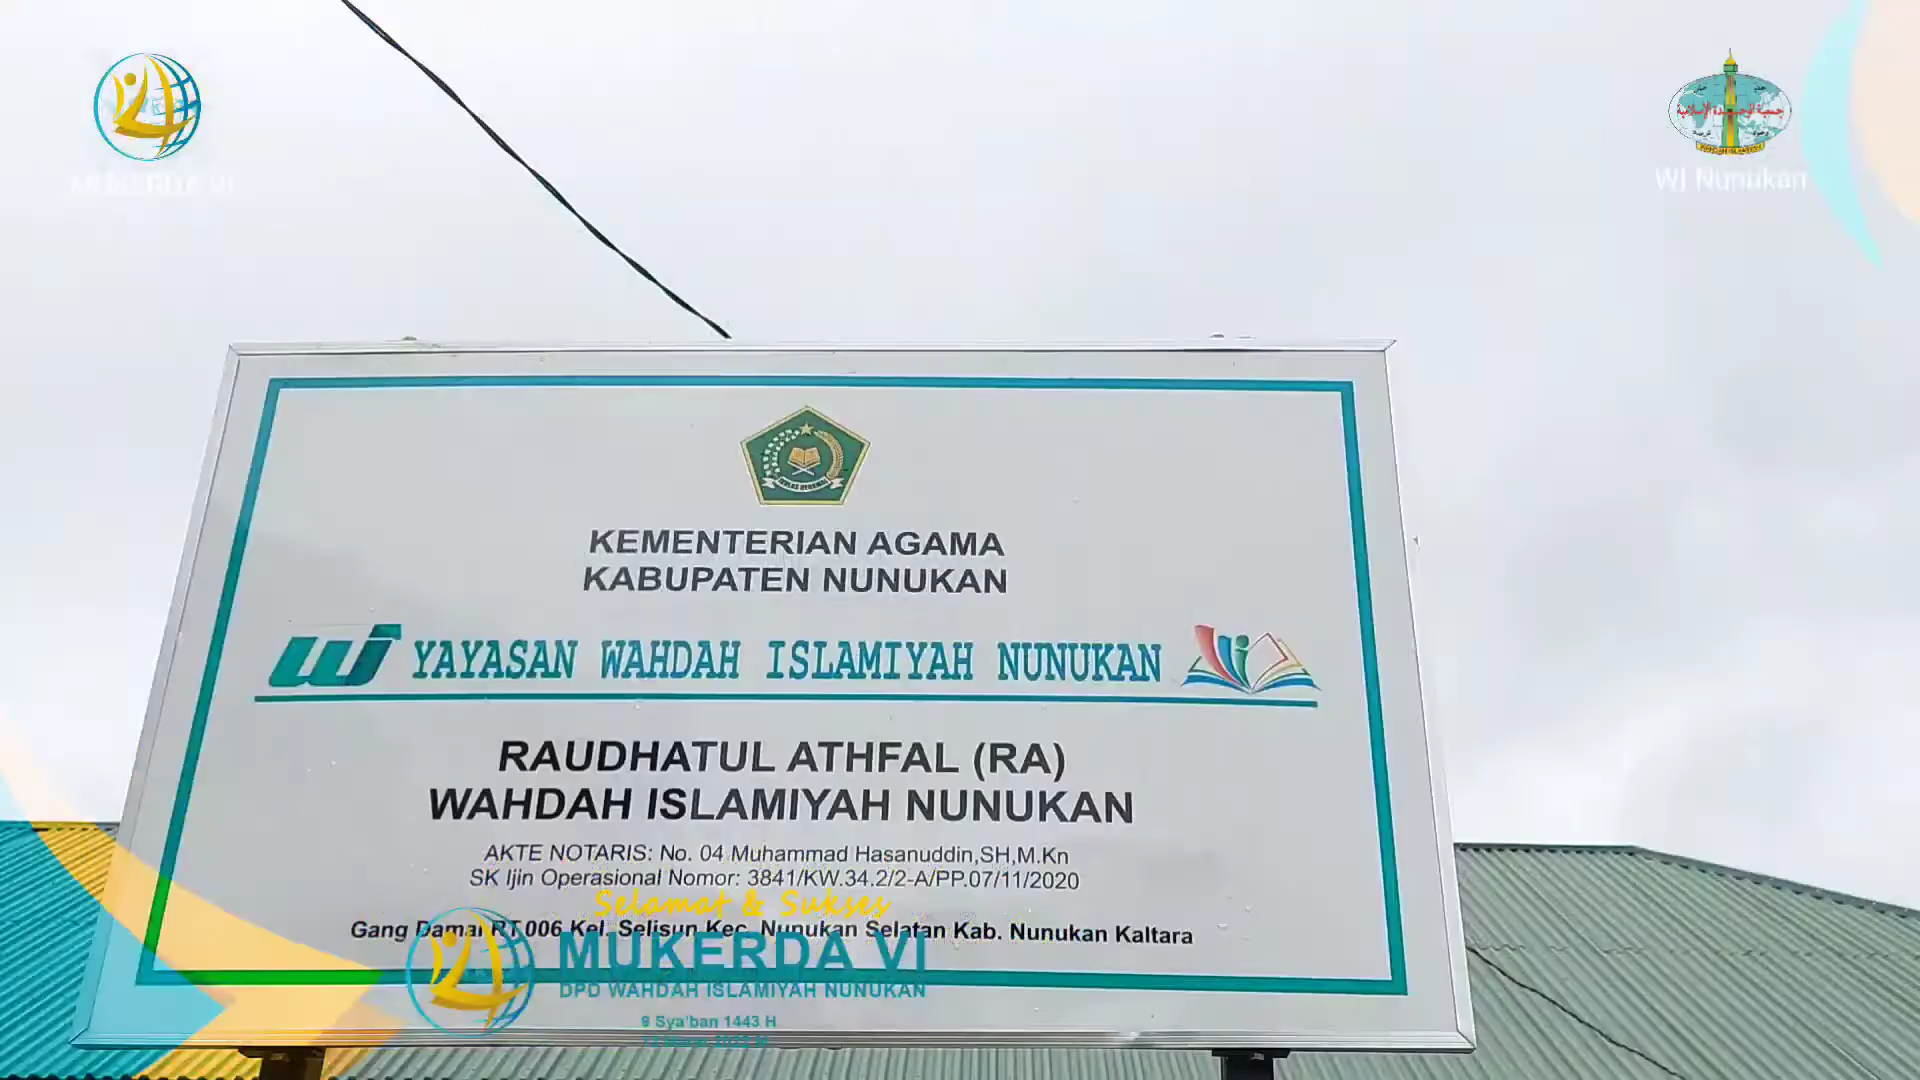 WI Nunukan
KEMENTERIAN AGAMA
KABUPATEN NUNUKAN
WI YAYASAN WAHDAH ISLAMIYAH NUNUKAN
RAUDHATUL ATHFAL (RA)
WAHDAH ISLAMIYAH NUNUKAN
AKTE NOTARIS: No. 04 Muhammad Hasanuddin,SH,M.Kn
SK Ijin Operasional Nomor: 3841/KW.34.2/2-A/PP.07/11/2020
Selamat & Sukses
Gang Damai RT.006 Kel. Selisun Kec. Nunukan Selatan Kab. Nunukan Kaltara
MUKERDA VI
DPD WAHDAH ISLAMIYAH NUNUKAN
9 Sya'ban 1443 H